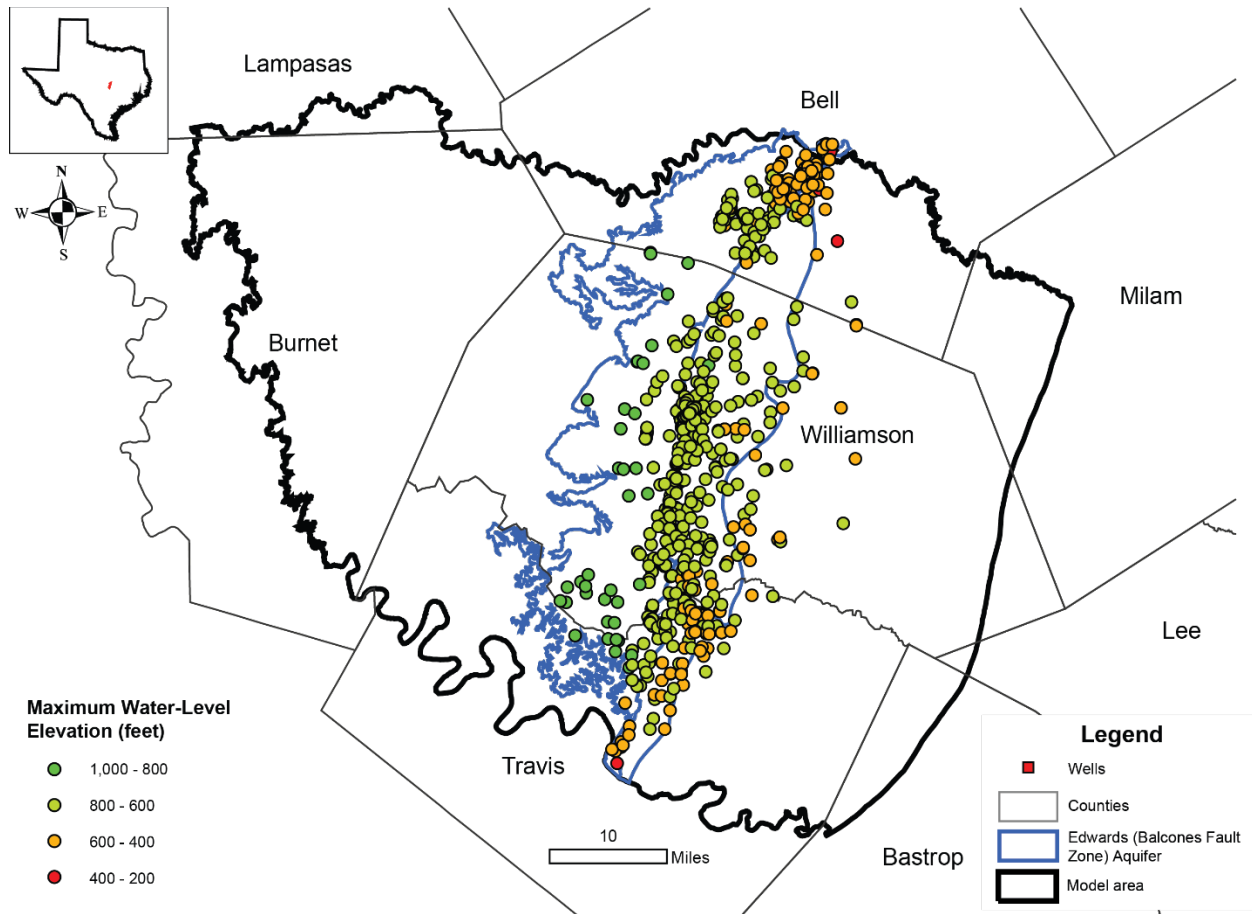 Lampasas
Bell
N
W E
S
Milam
Burnet
Williamson
Lee
Maximum Water-Level
Elevation (feet)
1,000 - 800
800 - 600
600 - 400
400 - 200
Travis
10
Miles
Bastrop
Legend
Wells
Counties
Edwards (Balcones Fault
Zone) Aquifer
Model area